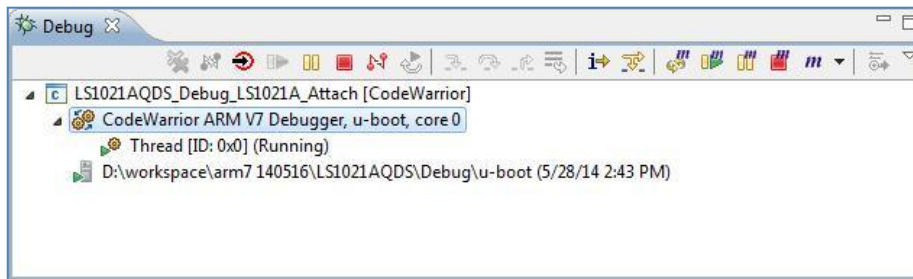 Debug
i m m m m m
c LS1021AQDS_Debug_LS1021A_Attach [CodeWarrior]
CodeWarrior ARM V7 Debugger, u-boot, core 0
Thread [ID: 0x0] (Running)
D:\workspace\arm7 140516\LS1021AQDS\Debug\u-boot (5/28/14 2:43 PM)